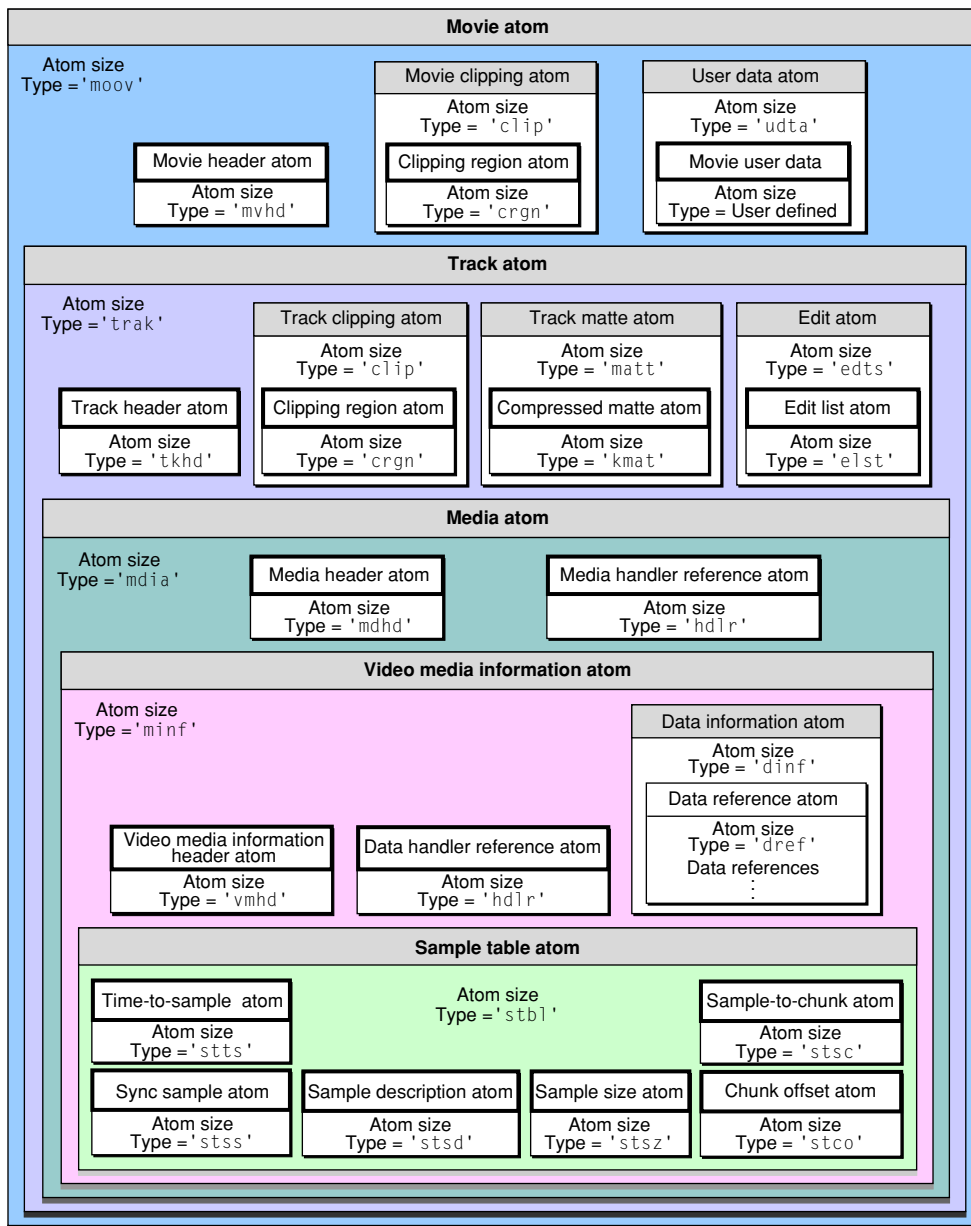 Movie atom
Atom size
Type ='moov'
Movie clipping atom
Atom size
Type = 'clip'
User data atom
Atom size
Type = 'udta'
Movie header atom
Atom size
Type = 'mvhd'
Clipping region atom
Atom size
Type = 'crgn'
Movie user data
Atom size
Type = User defined
Track atom
Atom size
Type ='trak'
Track clipping atom
Atom size
Type = 'clip'
Track matte atom
Atom size
Type = 'matt'
Edit atom
Atom size
Type = 'edts'
Track header atom
Atom size
Type = 'tkhd'
Clipping region atom
Atom size
Type = 'crgn'
Compressed matte atom
Atom size
Type = 'kmat'
Edit list atom
Atom size
Type = 'elst'
Media atom
Atom size
Type ='mdia'
Media header atom
Atom size
Type = 'mdhd'
Media handler reference atom
Atom size
Type = 'hdlr'
Video media information atom
Atom size
Type ='minf'
Data information atom
Atom size
Type = 'dinf'
Data reference atom
Atom size
Type = 'dref'
Data references
⋮
Video media information
header atom
Atom size
Type = 'vmhd'
Data handler reference atom
Atom size
Type = 'hdlr'
Sample table atom
Time-to-sample atom
Atom size
Type ='stts'
Atom size
Type ='stbl'
Sample-to-chunk atom
Atom size
Type ='stsc'
Sync sample atom
Atom size
Type ='stss'
Sample description atom
Atom size
Type ='stsd'
Sample size atom
Atom size
Type ='stsz'
Chunk offset atom
Atom size
Type ='stco'